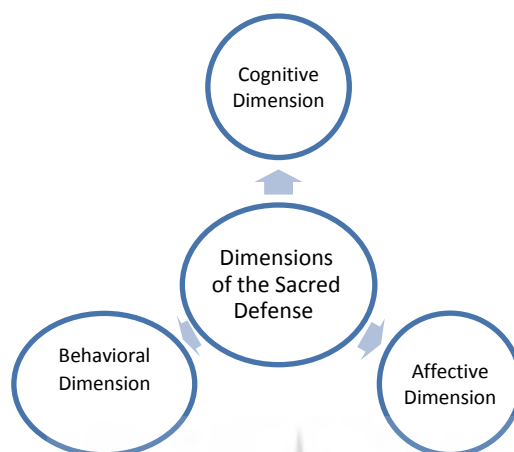 Cognitive
Dimension
Dimensions
of the Sacred
Defense
Behavioral
Dimension
Affective
Dimension